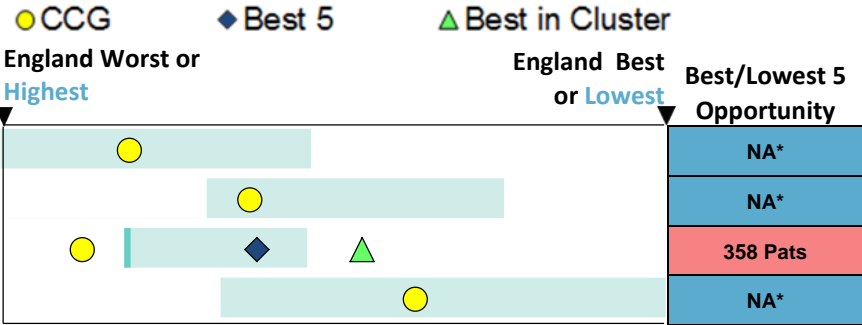 CCG Best 5 Best in Cluster
England Worst or
Highest
England Best
or Lowest
Best/Lowest 5
Opportunity
NA*
NA*
358 Pats
NA*